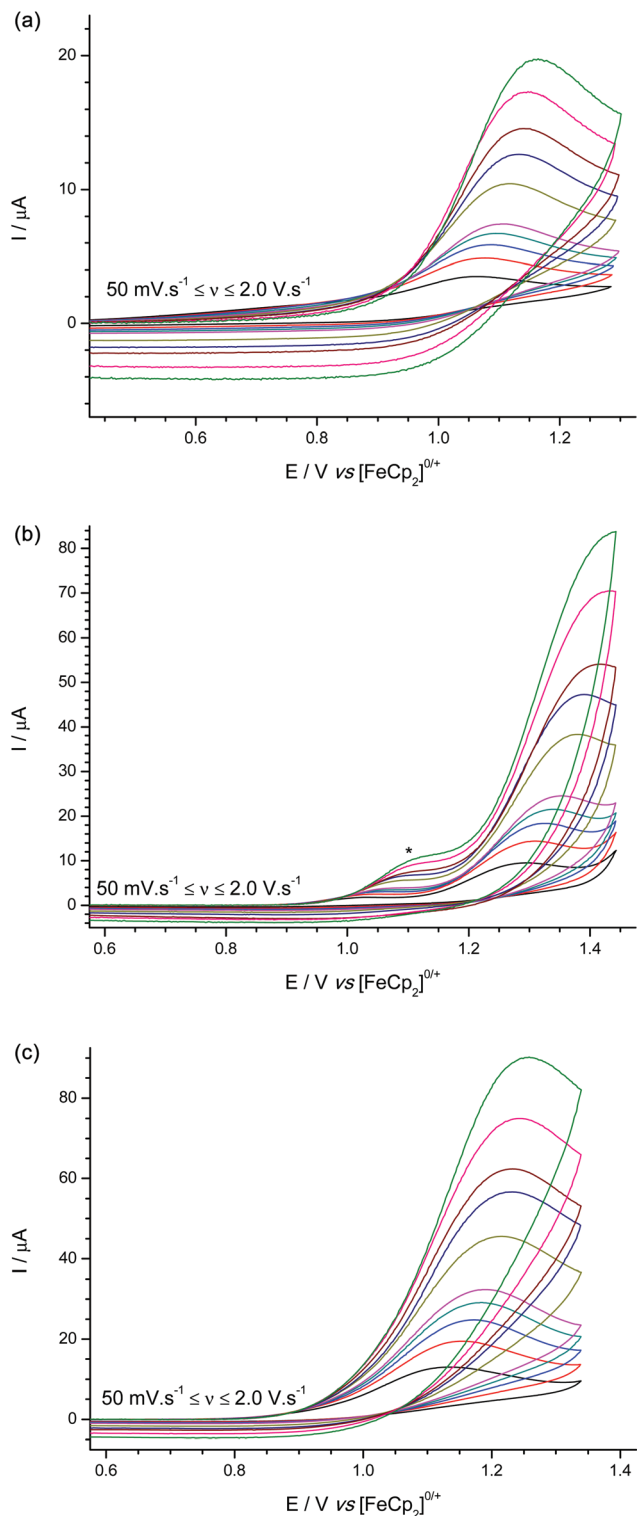 (a)
20
10
0
I / μA
50 mV.s⁻¹ ≤ ν ≤ 2.0 V.s⁻¹
0.6 0.8 1.0 1.2
E / V vs [FeCp₂]⁰/⁺
(b)
80
70
60
50
40
30
20
10
0
I / μA
*
50 mV.s⁻¹ ≤ ν ≤ 2.0 V.s⁻¹
0.6 0.8 1.0 1.2 1.4
E / V vs [FeCp₂]⁰/⁺
(c)
80
60
40
20
0
I / μA
50 mV.s⁻¹ ≤ ν ≤ 2.0 V.s⁻¹
0.6 0.8 1.0 1.2 1.4
E / V vs [FeCp₂]⁰/⁺